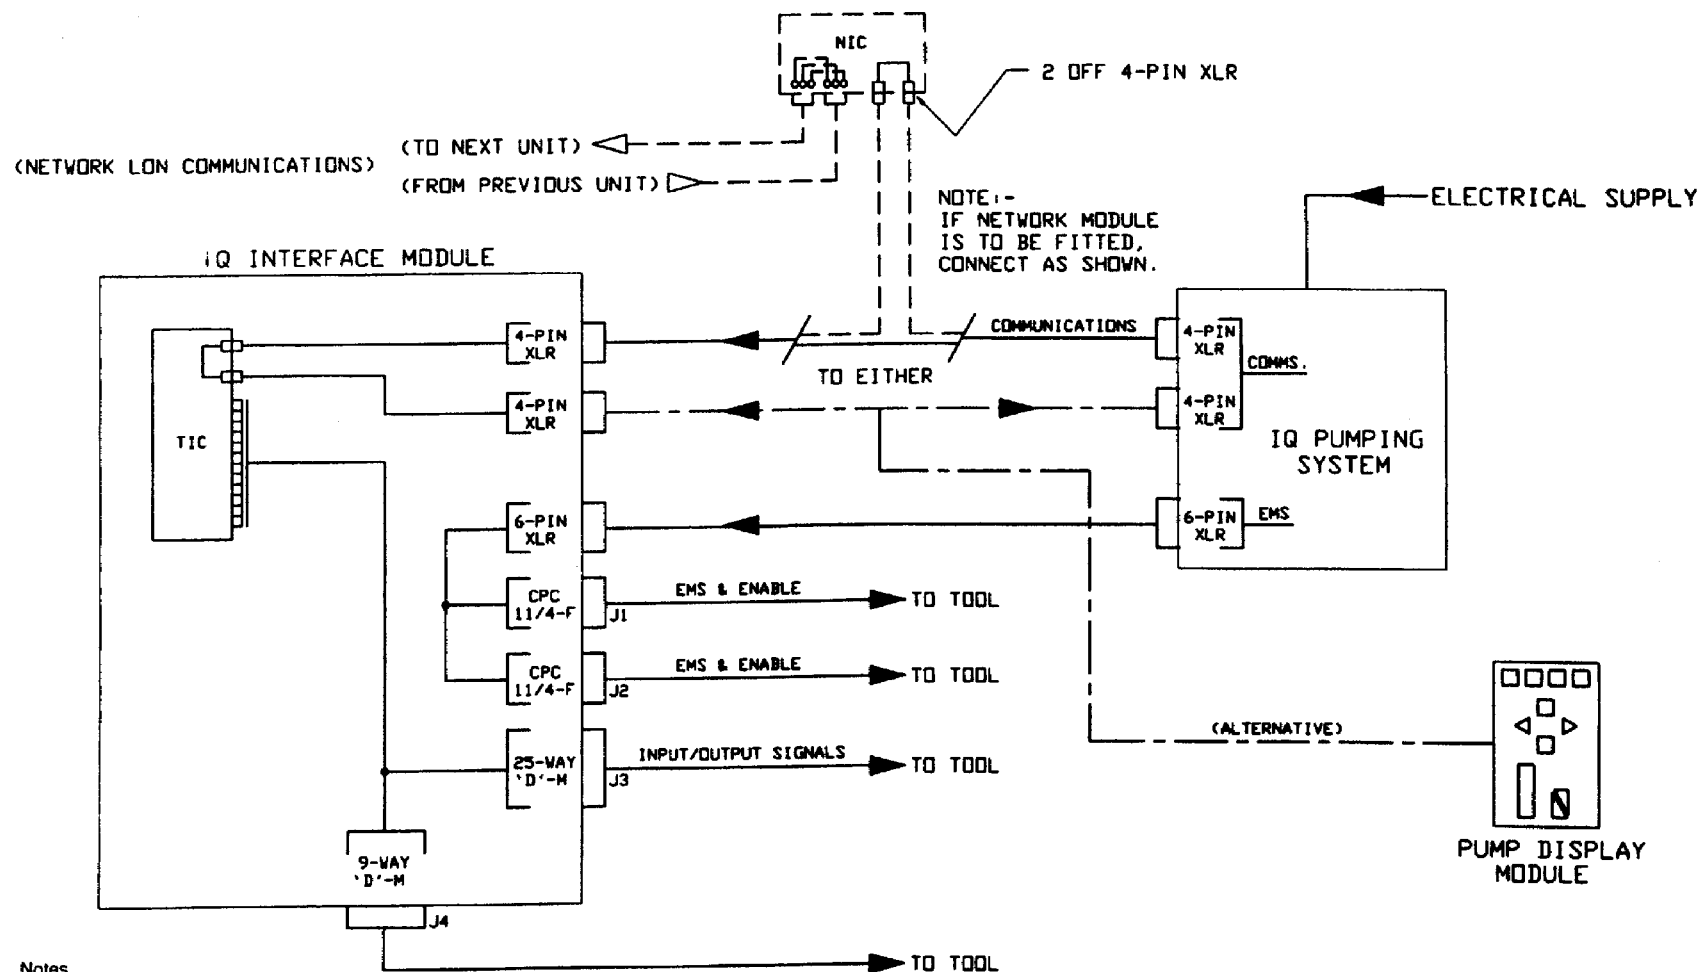 NIC
2 OFF 4-PIN XLR
(TO NEXT UNIT)
(NETWORK LON COMMUNICATIONS)
(FROM PREVIOUS UNIT)
NOTE:-
IF NETWORK MODULE
IS TO BE FITTED,
CONNECT AS SHOWN.
ELECTRICAL SUPPLY
iQ INTERFACE MODULE
4-PIN
XLR
COMMUNICATIONS
4-PIN
XLR
COMMS.
TO EITHER
4-PIN
XLR
4-PIN
XLR
TIC
IQ PUMPING
SYSTEM
6-PIN
XLR
6-PIN
XLR
EMS
CPC
11/4-F
J1
EMS & ENABLE
TO TOOL
CPC
11/4-F
J2
EMS & ENABLE
TO TOOL
(ALTERNATIVE)
25-WAY
'D'-M
J3
INPUT/OUTPUT SIGNALS
TO TOOL
PUMP DISPLAY
MODULE
9-WAY
'D'-M
J4
TO TOOL
Notes